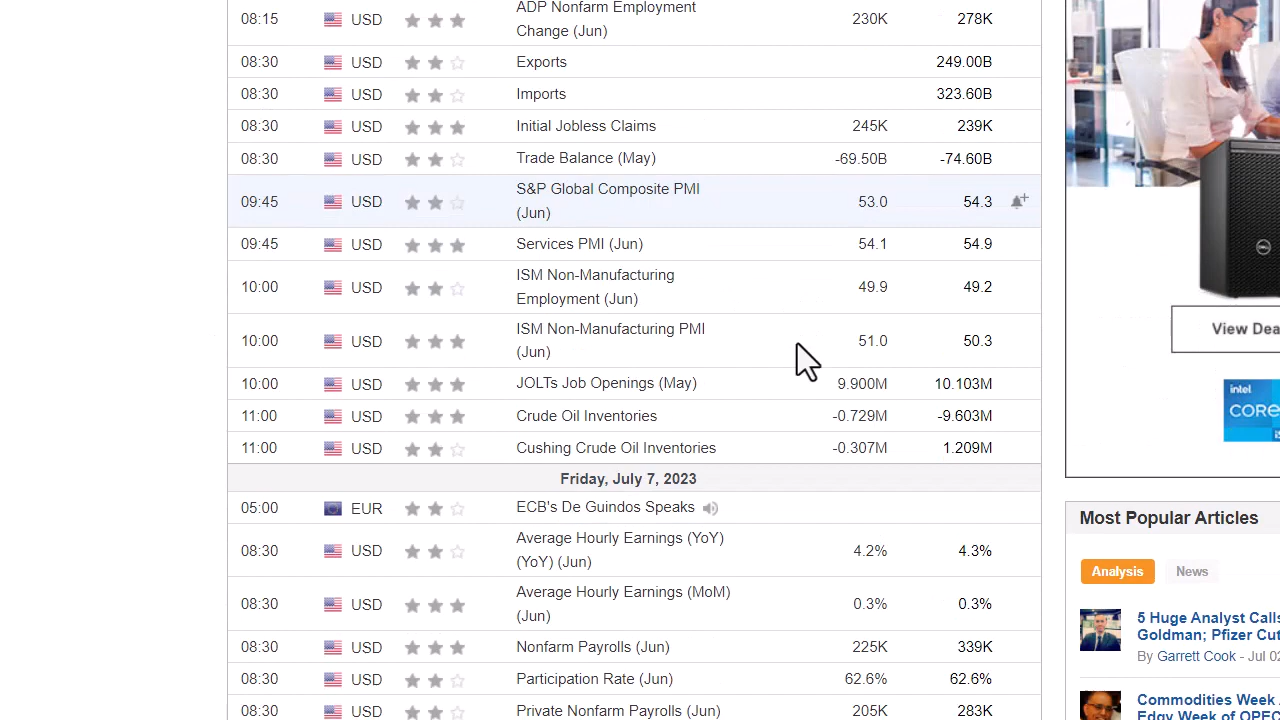 8:15 USD ADP Nonfarm Employment Change (Jun) 278K
08:30 USD Exports 249.00B
08:30 USD Imports 323.60B
08:30 USD Initial Jobless Claims 245K 239K
08:30 USD Trade Balance (May) -74.60B
09:45 USD S&P Global Composite PMI
(Jun) 53.0 54.3
09:45 USD Services PMI (Jun) 54.1 54.9
10:00 USD ISM Non-Manufacturing
Employment (Jun) 49.2
10:00 USD ISM Non-Manufacturing PMI
(Jun) 51.0 50.3
10:00 USD JOLTs Job Openings (May) 9.900M 10.103M
11:00 USD Crude Oil Inventories -0.729M -9.603M
11:00 USD Cushing Crude Oil Inventories -0.307M 1.209M
Friday, July 7, 2023
05:00 EUR ECB's De Guindos Speaks
08:30 USD Average Hourly Earnings (YoY)
(YoY) (Jun) 4.2% 4.3%
08:30 USD Average Hourly Earnings (MoM)
(Jun) 0.3% 0.3%
08:30 USD Nonfarm Payrolls (Jun) 225K 339K
08:30 USD Participation Rate (Jun) 62.6% 62.6%
08:30 USD Payrolls (Jun) 283K
View Dea
intel
CORE
Most Popular Articles
Analysis News
5 Huge Analyst Calls
Goldman; Pfizer Cut
By Garrett Cook - Jul 02
Commodities Week
Edgy Week of OPEC